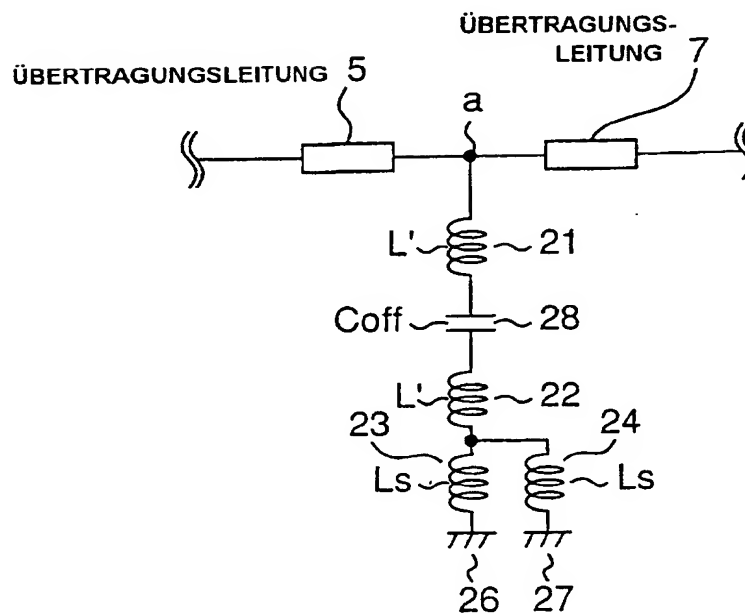 ÜBERTRAGUNGS-
LEITUNG
ÜBERTRAGUNGSLEITUNG 5
7
a
L' 21
Coff 28
L' 22
23
24
Ls
Ls
26
27